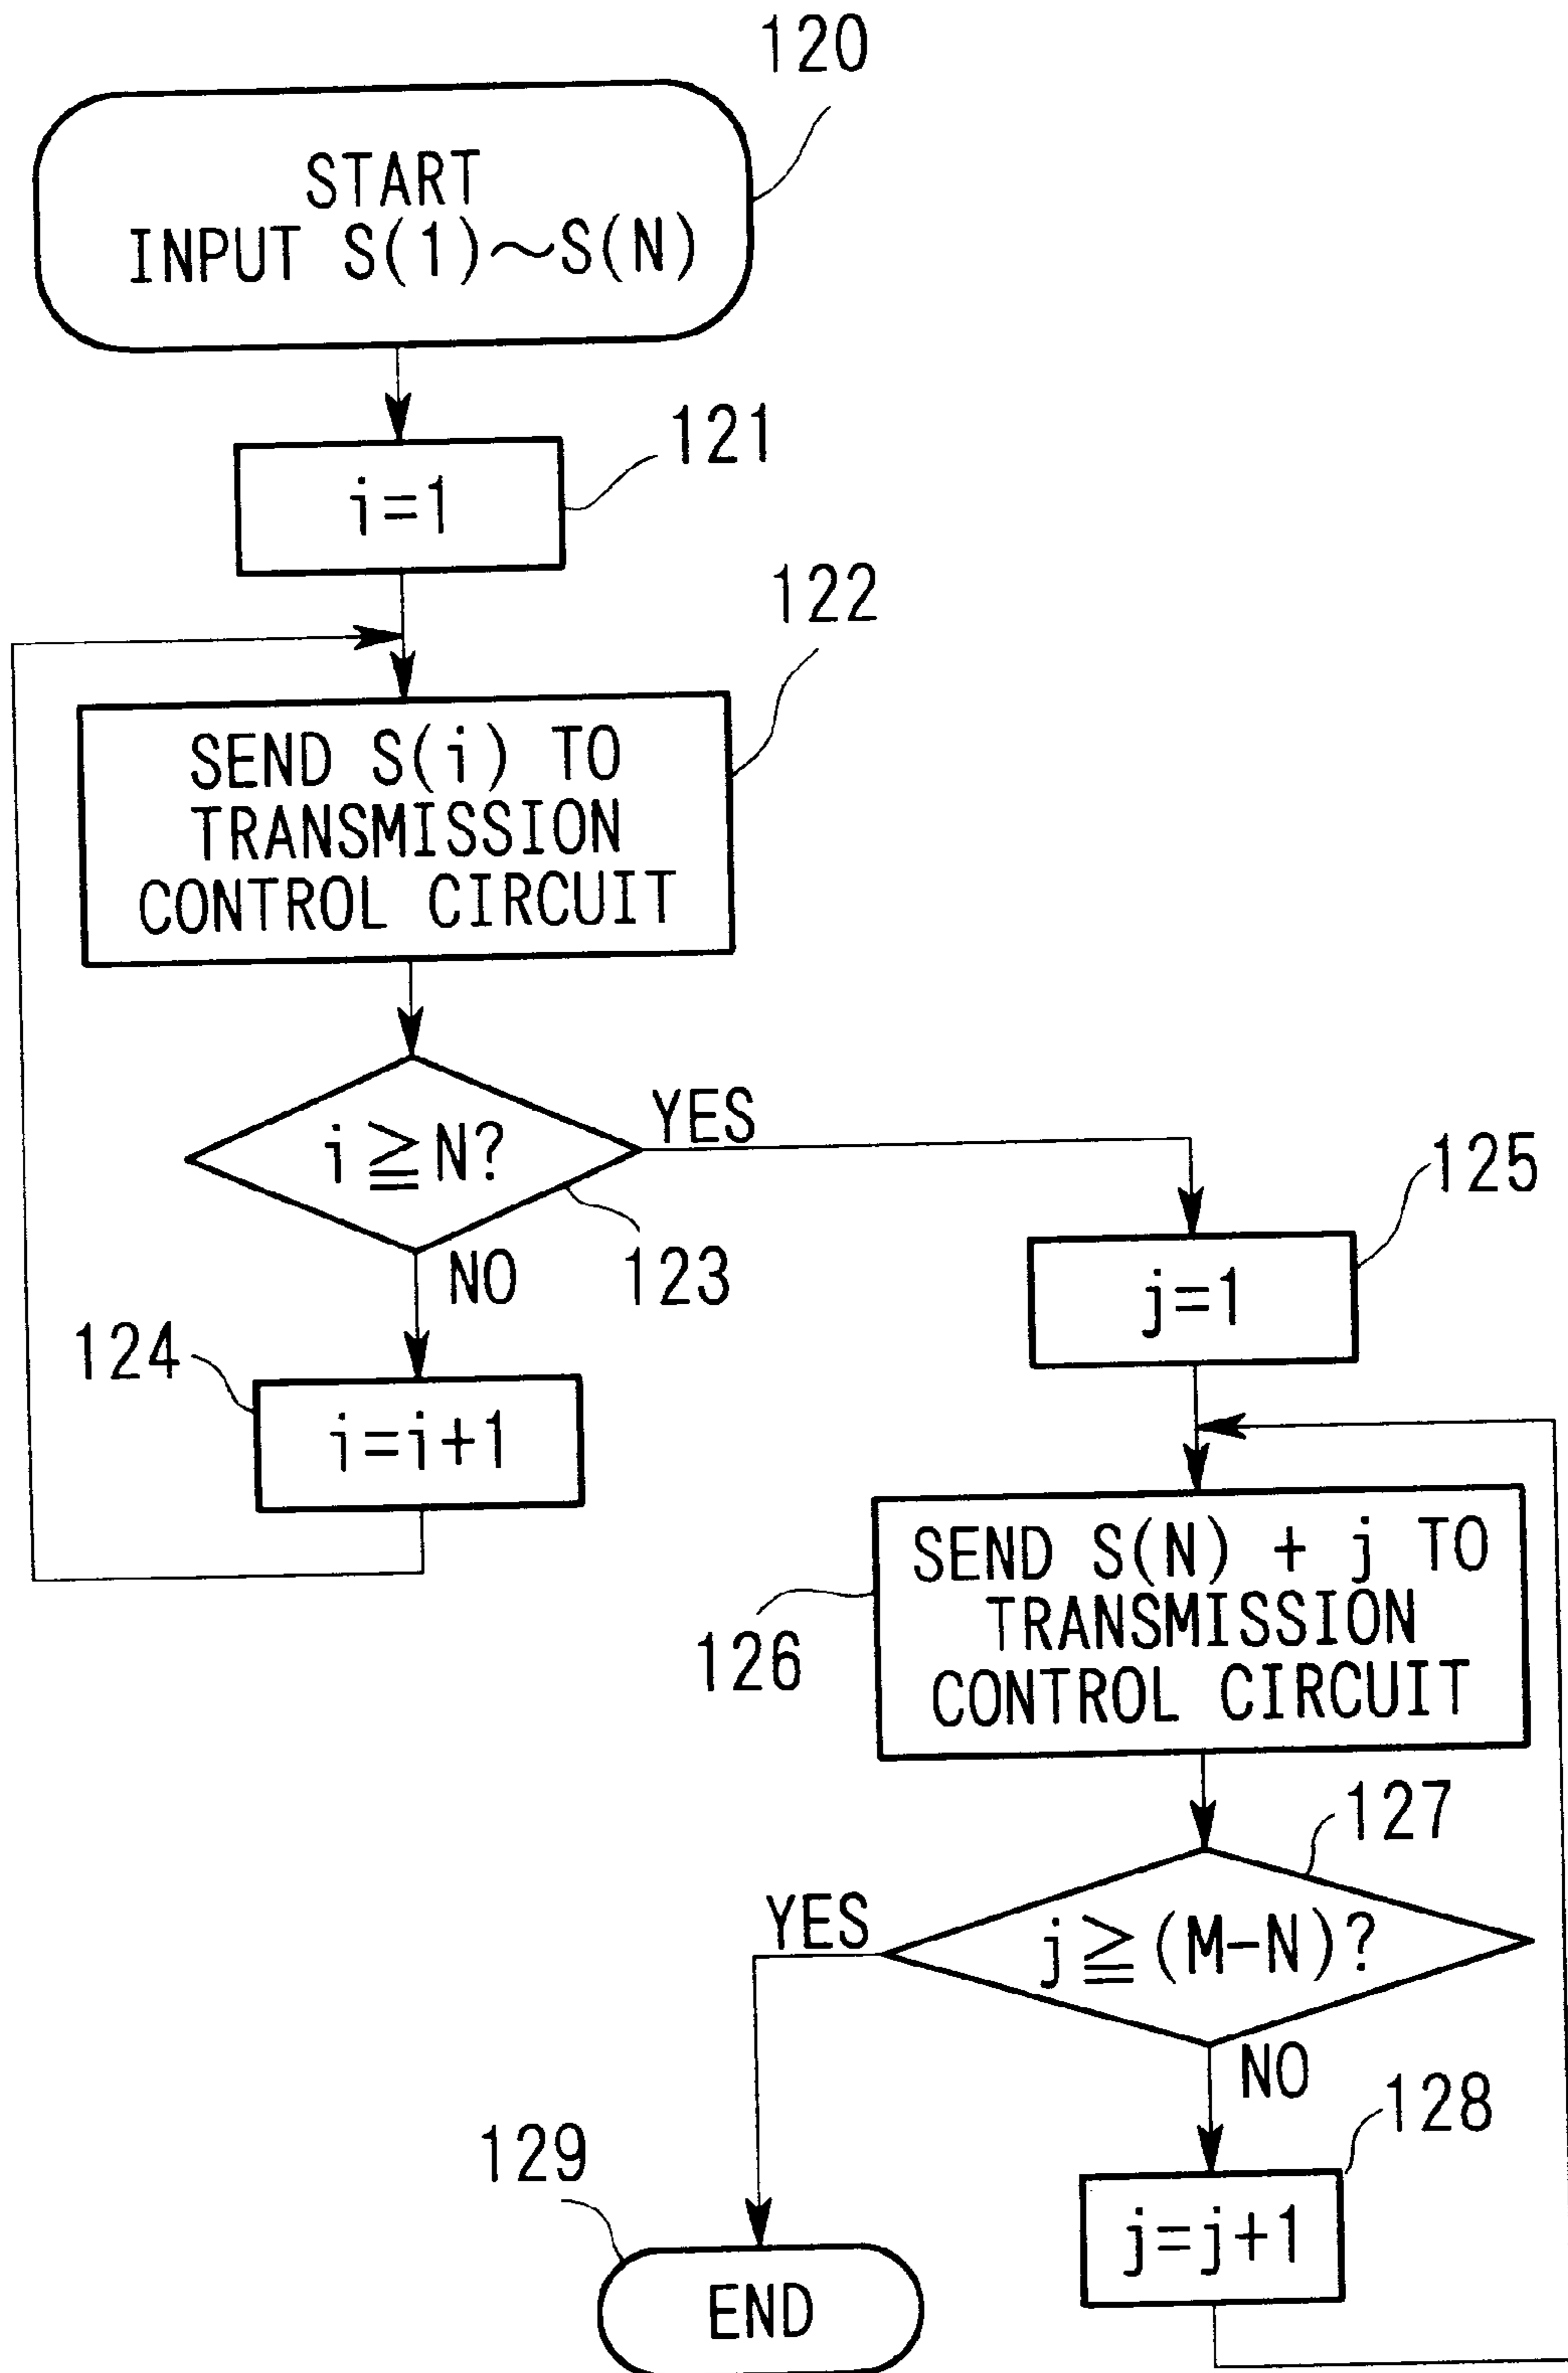 120
START
INPUT S(1)～S(N)
121
i=1
122
SEND S(i) TO
TRANSMISSION
CONTROL CIRCUIT
i≧N?
YES
123
NO
124
i=i+1
125
j=1
SEND S(N) + j TO
TRANSMISSION
CONTROL CIRCUIT
126
127
j≧(M-N)?
YES
NO
128
j=j+1
129
END